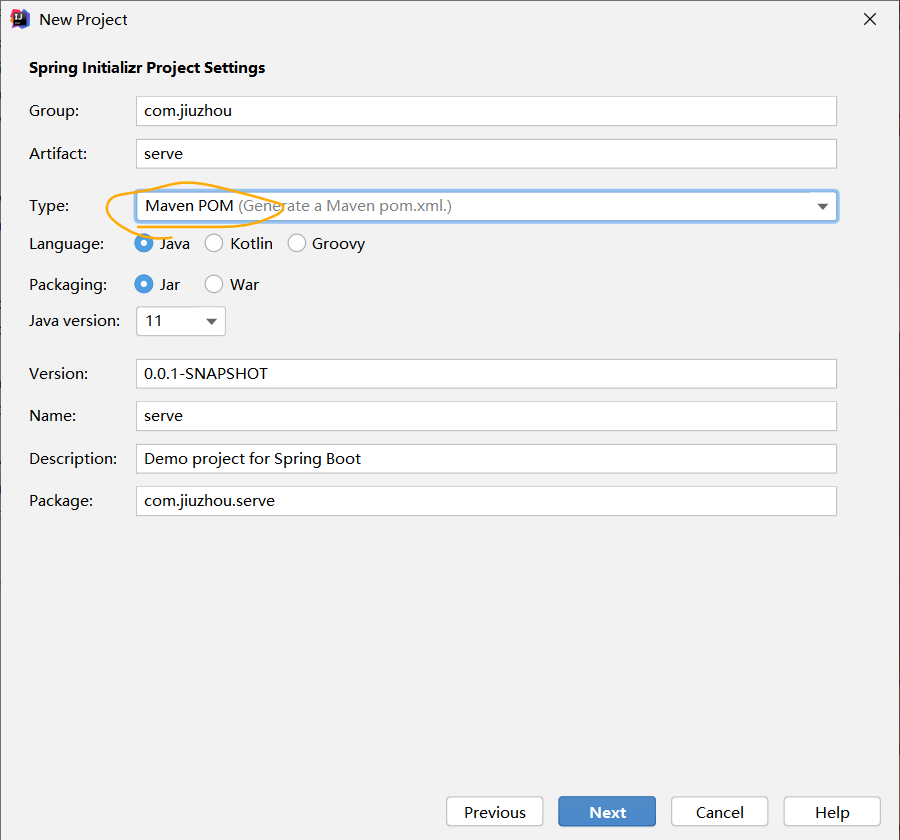 New Project
Spring Initializr Project Settings
Group: com.jiuzhou
Artifact: serve
Type: Maven POM (Generate a Maven pom.xml.)
Language: Java Kotlin Groovy
Packaging: Jar War
Java version: 11
Version: 0.0.1-SNAPSHOT
Name: serve
Description: Demo project for Spring Boot
Package: com.jiuzhou.serve
Previous Next Cancel Help